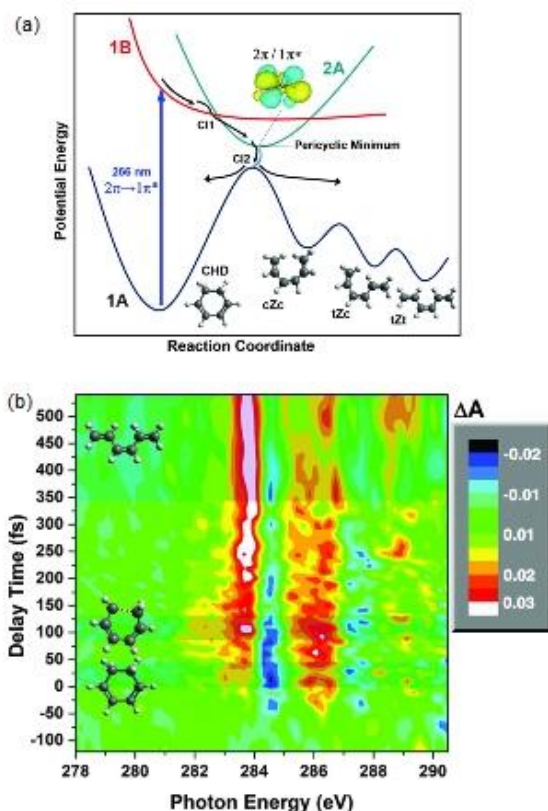 (a)
1B
2π / 1π*
2A
CI1
Pericyclic Minimum
CI2
266 nm
2π→1π*
Potential Energy
CHD
cZc
tZc
tZt
1A
Reaction Coordinate
(b)
ΔA
500
450
400
350
300
250
200
150
100
50
0
-50
-100
Delay Time (fs)
-0.02
-0.01
0.01
0.02
0.03
278 280 282 284 286 288 290
Photon Energy (eV)